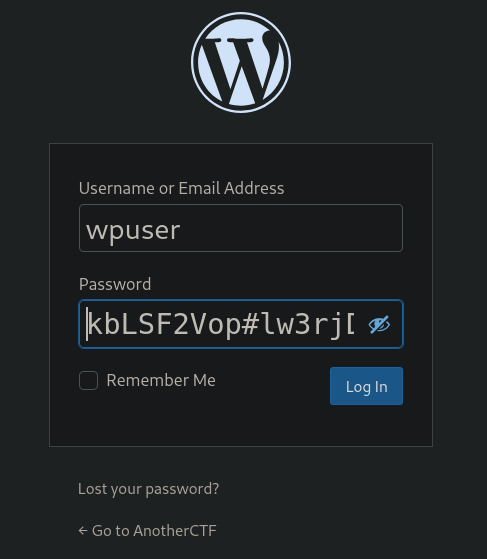 Username or Email Address
wpuser
Password
kbLSF2Vop#lw3rj
Remember Me
Log In
Lost your password?
← Go to AnotherCTF